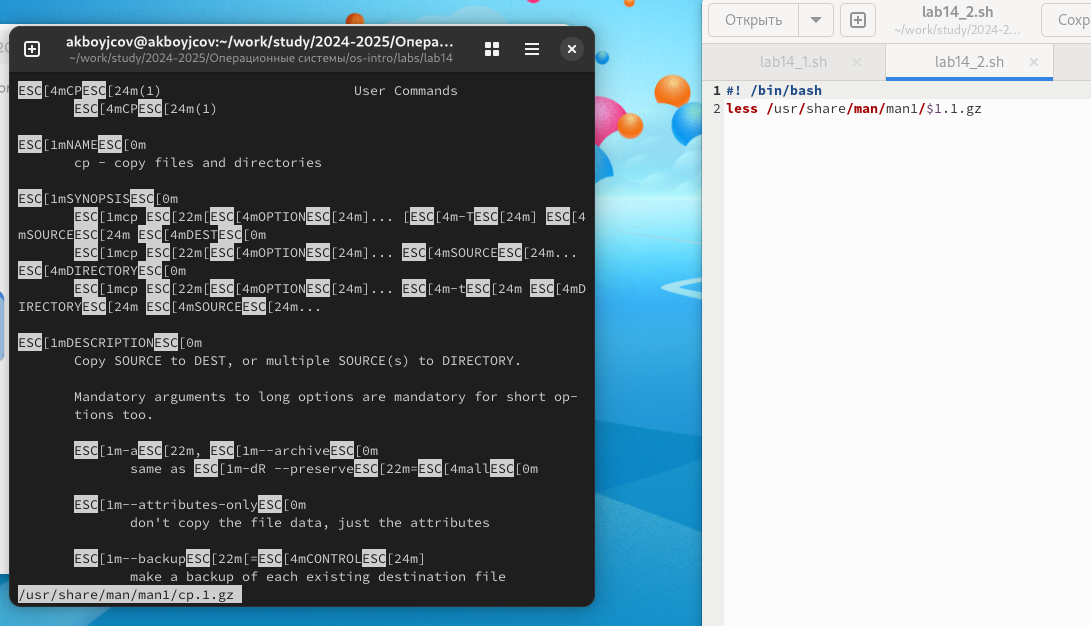 akboyjcov@akboyjcov:~/work/study/2024-2025/Опера...
~/work/study/2024-2025/Операционные системы/os-intro/labs/lab14
ESC[4mCPESC[24m(1) User Commands
ESC[4mCPESC[24m(1)
ESC[1mNAMEESC[0m
cp - copy files and directories
ESC[1mSYNOPSISESC[0m
ESC[1mcp ESC[22m[ESC[4mOPTIONESC[24m]... [ESC[4m-TESC[24m] ESC[4
mSOURCEESC[24m ESC[4mDESTESC[0m
ESC[1mcp ESC[22m[ESC[4mOPTIONESC[24m]... ESC[4mSOURCEESC[24m...
ESC[4mDIRECTORYESC[0m
ESC[1mcp ESC[22m[ESC[4mOPTIONESC[24m]... ESC[4m-tESC[24m ESC[4mD
IRECTORYESC[24m ESC[4mSOURCEESC[24m...
ESC[1mDESCRIPTIONESC[0m
Copy SOURCE to DEST, or multiple SOURCE(s) to DIRECTORY.
Mandatory arguments to long options are mandatory for short op-
tions too.
ESC[1m-aESC[22m, ESC[1m--archiveESC[0m
same as ESC[1m-dR --preserveESC[22m=ESC[4mallESC[0m
ESC[1m--attributes-onlyESC[0m
don't copy the file data, just the attributes
ESC[1m--backupESC[22m[=ESC[4mCONTROLESC[24m]
make a backup of each existing destination file
/usr/share/man/man1/cp.1.gz
Открыть
lab14_2.sh
~/work/study/2024-2...
lab14_1.sh
lab14_2.sh
1 #! /bin/bash
2 less /usr/share/man/man1/$1.1.gz